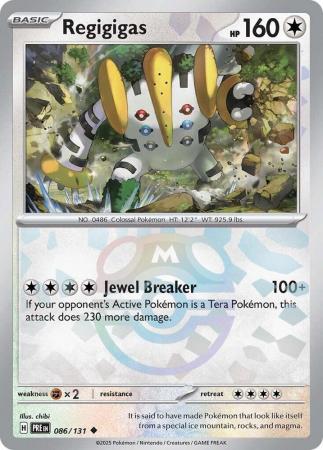 BASIC
Regigigas
HP 160
NO. 0486 Colossal Pokémon HT: 12'2" WT: 925.9 lbs.
M
Jewel Breaker 100+
If your opponent's Active Pokémon is a Tera Pokémon,
this attack does 230 more damage.
weakness ×2 resistance retreat
Illus. chibi
H PRE EN 086/131
It is said to have made Pokémon that look like itself
from a special ice mountain, rocks, and magma.
©2025 Pokémon / Nintendo / Creatures / GAME FREAK